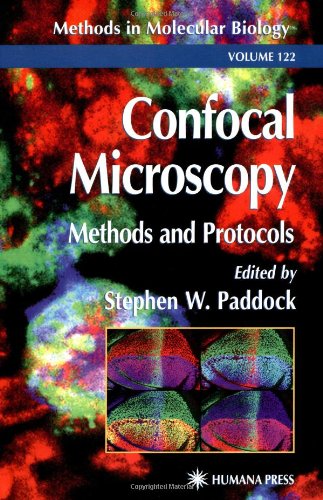 Methods in Molecular Biology
VOLUME 122
Confocal
Microscopy
Methods and Protocols
Edited by
Stephen W. Paddock
HUMANA PRESS